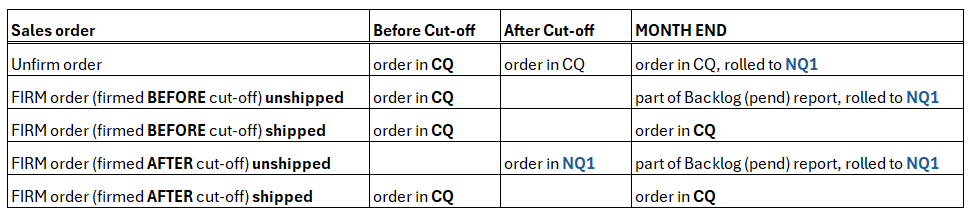 Sales order Before Cut-off After Cut-off MONTH END
Unfirm order order in CQ order in CQ order in CQ, rolled to NQ1
FIRM order (firmed BEFORE cut-off) unshipped order in CQ part of Backlog (pend) report, rolled to NQ1
FIRM order (firmed BEFORE cut-off) shipped order in CQ order in CQ
FIRM order (firmed AFTER cut-off) unshipped order in NQ1 part of Backlog (pend) report, rolled to NQ1
FIRM order (firmed AFTER cut-off) shipped order in CQ order in CQ